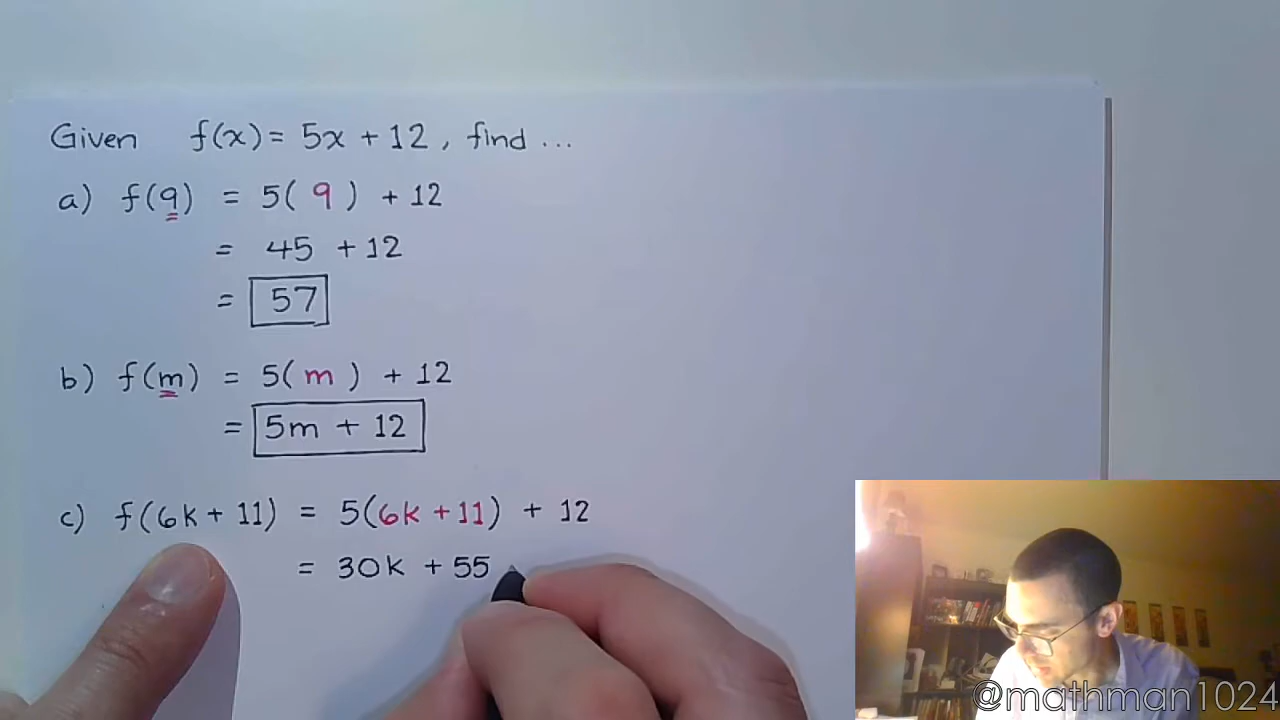 Given f(x) = 5x + 12, find ...
a) f(9) = 5( 9 ) + 12
= 45 + 12
= 57
b) f(m) = 5( m ) + 12
= 5m + 12
c) f(6k + 11) = 5(6k + 11) + 12
= 30k + 55
@mathman1024